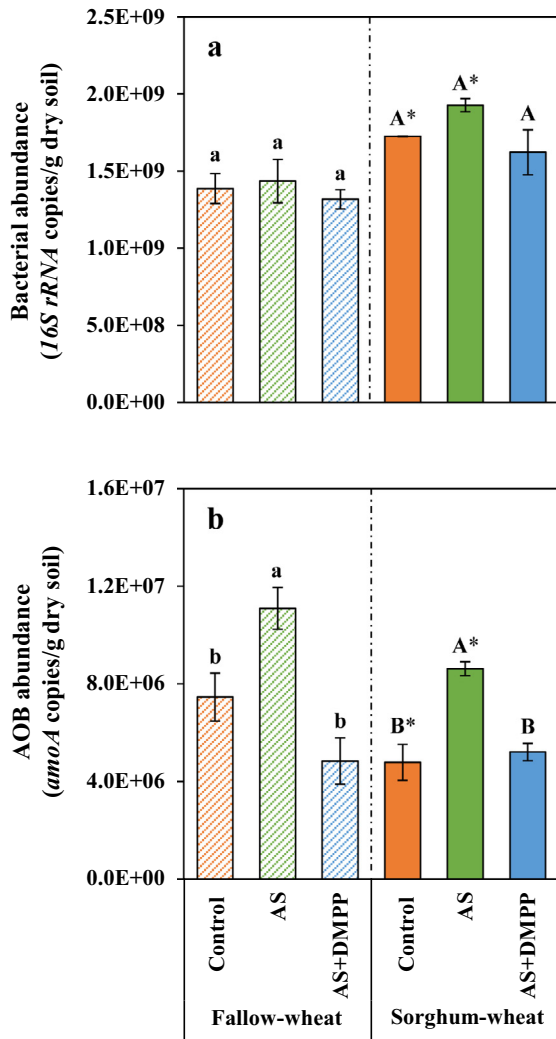 Bacterial abundance
(16S rRNA copies/g dry soil)
2.5E+09
2.0E+09
1.5E+09
1.0E+09
5.0E+08
0.0E+00
a
a
a
a
A*
A*
A
AOB abundance
(amoA copies/g dry soil)
1.6E+07
1.2E+07
8.0E+06
4.0E+06
0.0E+00
b
b
a
b
B*
A*
B
Control
AS
AS+DMPP
Control
AS
AS+DMPP
Fallow-wheat
Sorghum-wheat